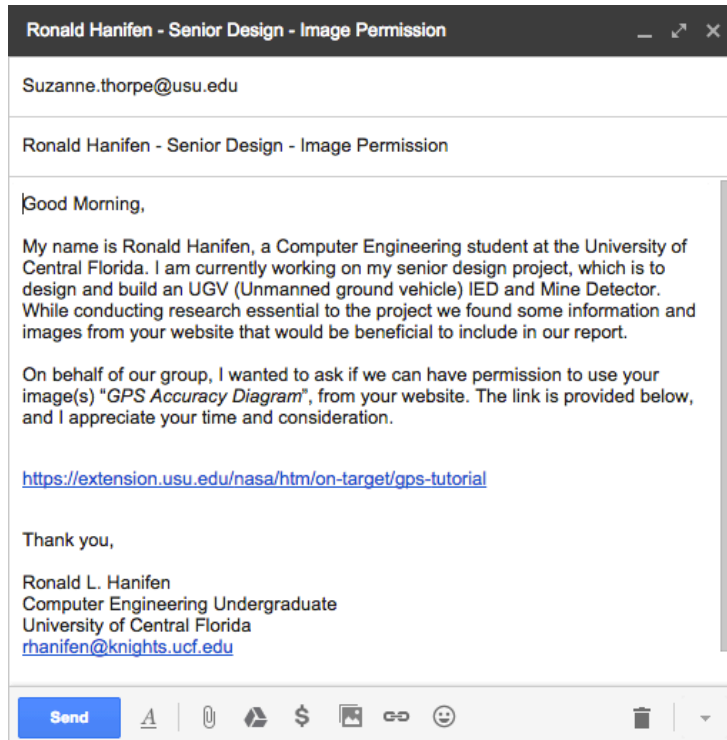 Ronald Hanifen - Senior Design - Image Permission
Suzanne.thorpe@usu.edu
Ronald Hanifen - Senior Design - Image Permission
Good Morning,
My name is Ronald Hanifen, a Computer Engineering student at the University of
Central Florida. I am currently working on my senior design project, which is to
design and build an UGV (Unmanned ground vehicle) IED and Mine Detector.
While conducting research essential to the project we found some information and
images from your website that would be beneficial to include in our report.
On behalf of our group, I wanted to ask if we can have permission to use your
image(s) “GPS Accuracy Diagram”, from your website. The link is provided below,
and I appreciate your time and consideration.
https://extension.usu.edu/nasa/htm/on-target/gps-tutorial
Thank you,
Ronald L. Hanifen
Computer Engineering Undergraduate
University of Central Florida
rhanifen@knights.ucf.edu
Send A $